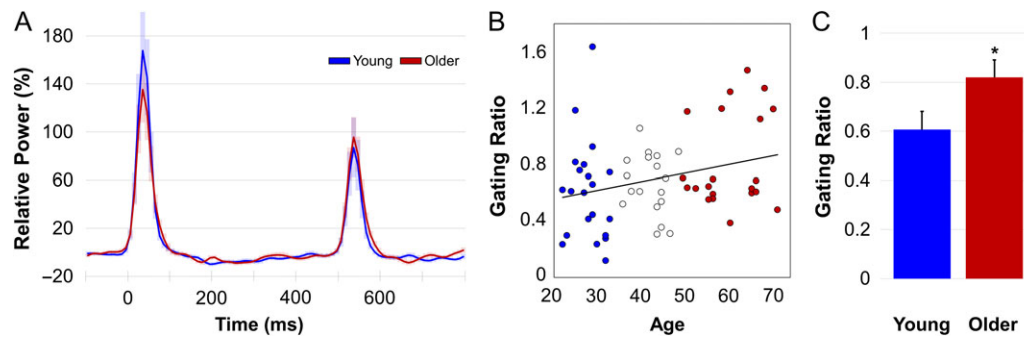 A
Relative Power (%)
180
140
100
60
20
–20
Young
Older
0
200
400
600
Time (ms)
B
Gating Ratio
1.6
1.2
0.8
0.4
0
20
30
40
50
60
70
Age
C
Gating Ratio
1
0.8
0.6
0.4
0.2
0
*
Young
Older